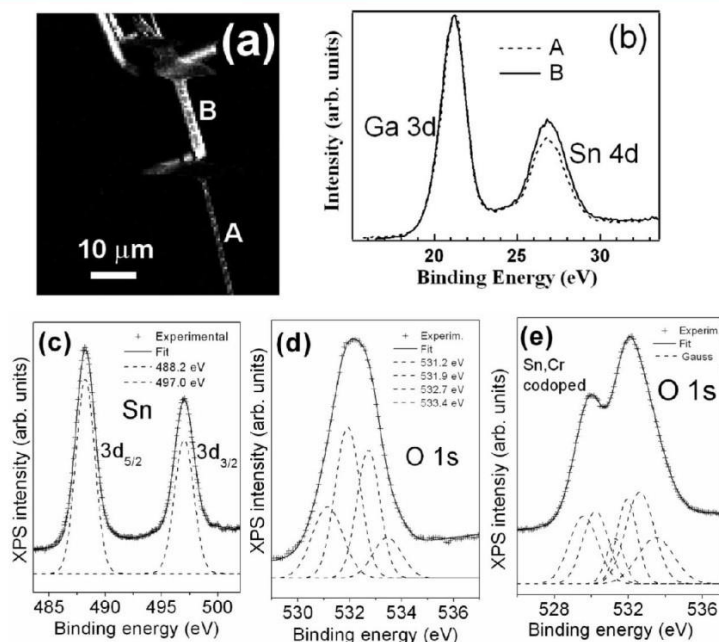 (a)
B
A
10 μm
(b)
A
B
Ga 3d
Sn 4d
Intensity (arb. units)
20 25 30
Binding Energy (eV)
(c)
Experimental
Fit
488.2 eV
497.0 eV
Sn
3d5/2
3d3/2
XPS intensity (arb. units)
485 490 495 500
Binding energy (eV)
(d)
Experim.
Fit
531.2 eV
531.9 eV
532.7 eV
533.4 eV
O 1s
XPS intensity (arb. units)
530 532 534 536
Binding energy (eV)
(e)
Experim.
Fit
Gauss
Sn,Cr
codoped
O 1s
XPS intensiy (arb. units)
528 532 536
Binding energy (eV)